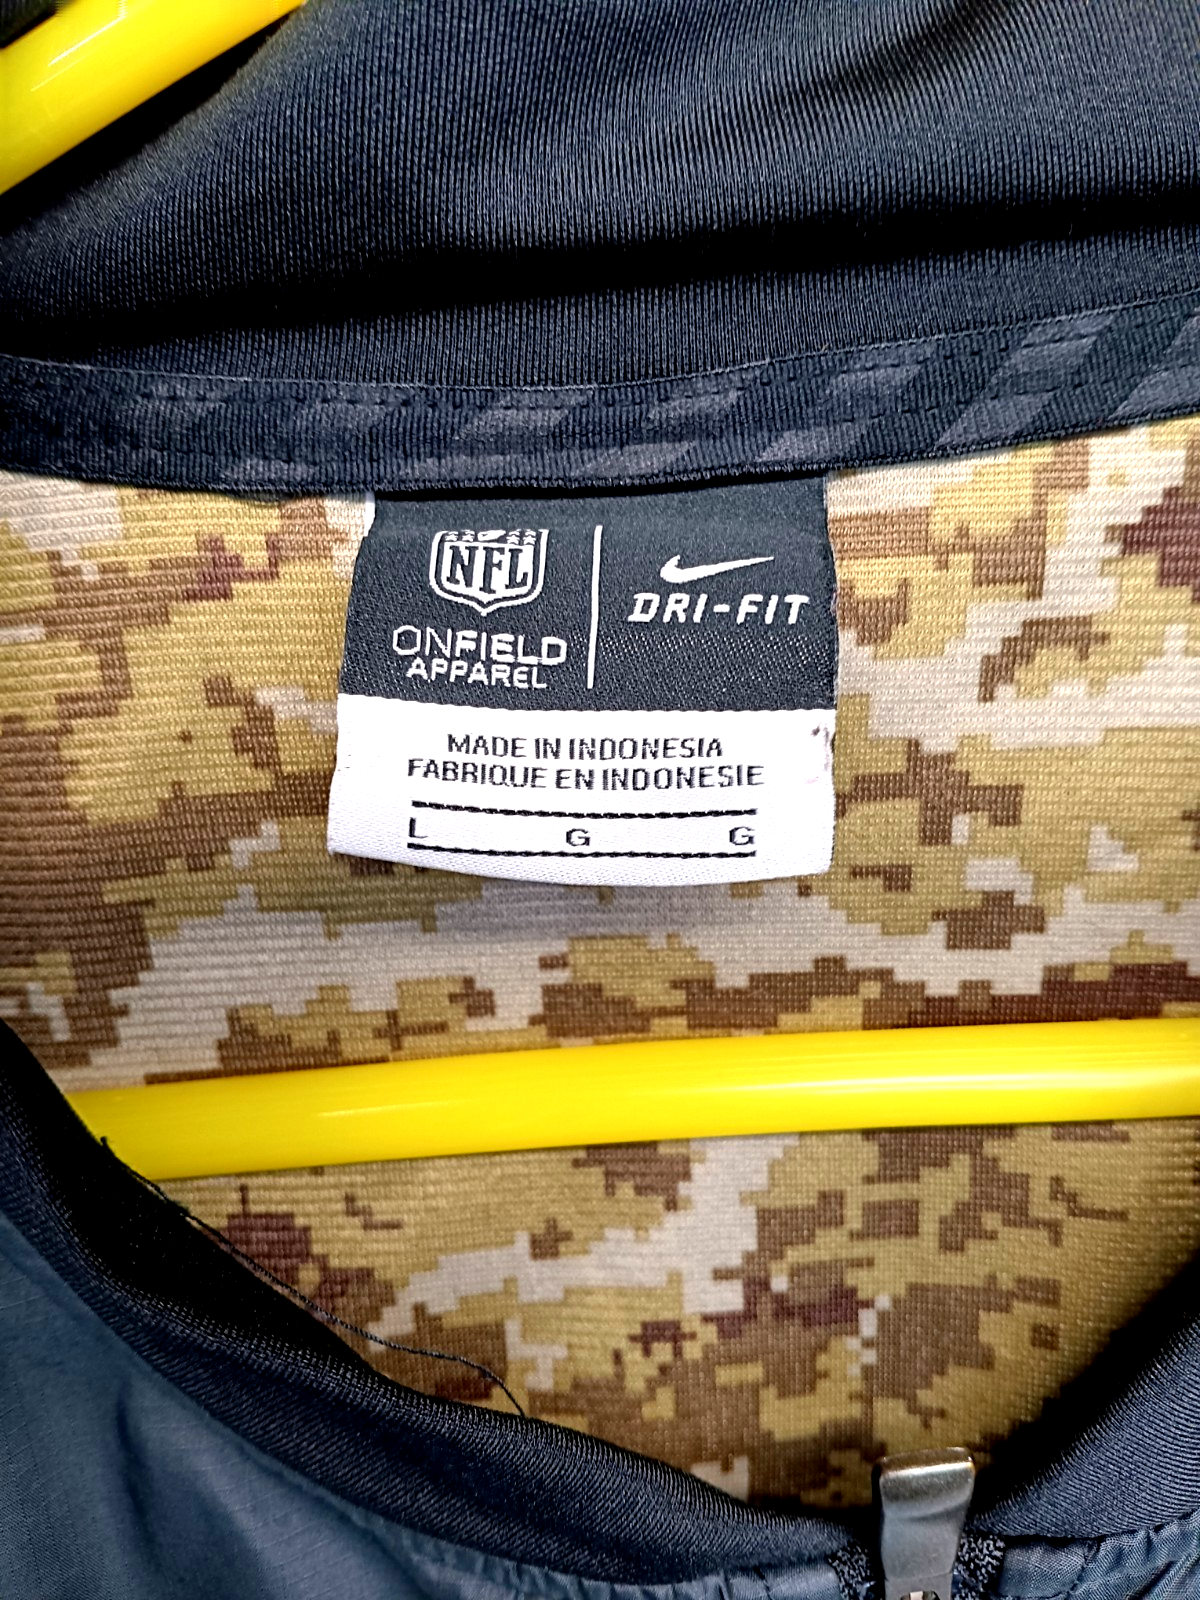 NFL
ONFIELD
APPAREL
DRI-FIT
MADE IN INDONESIA
FABRIQUE EN INDONESIE
L G G